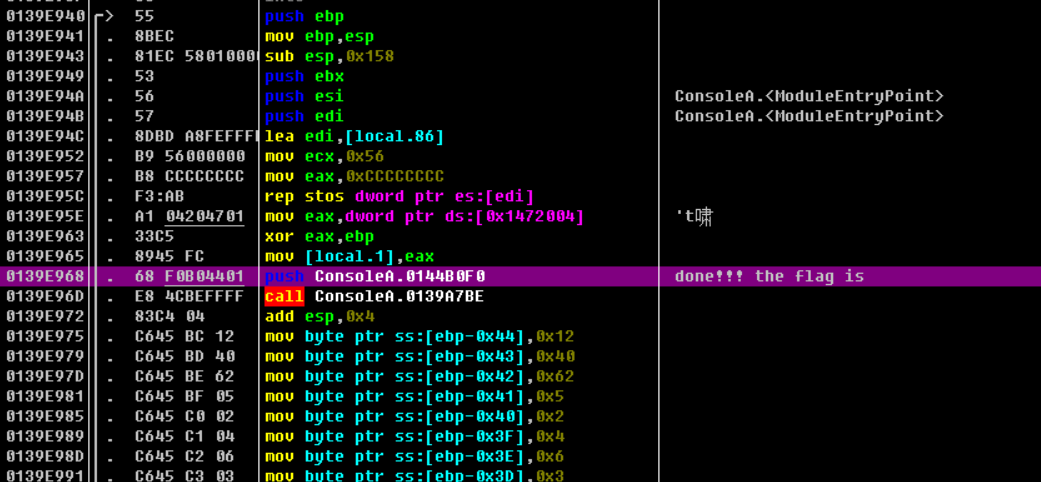 0139E940 > 55 push ebp
0139E941 . 8BEC mov ebp,esp
0139E943 . 81EC 58010000 sub esp,0x158
0139E949 . 53 push ebx
0139E94A . 56 push esi ConsoleA.<ModuleEntryPoint>
0139E94B . 57 push edi ConsoleA.<ModuleEntryPoint>
0139E94C . 8DBD A8FEFFFF lea edi,[local.86]
0139E952 . B9 56000000 mov ecx,0x56
0139E957 . B8 CCCCCCCC mov eax,0xCCCCCCCC
0139E95C . F3:AB rep stos dword ptr es:[edi]
0139E95E . A1 04204701 mov eax,dword ptr ds:[0x1472004] 't嘯
0139E963 . 33C5 xor eax,ebp
0139E965 . 8945 FC mov [local.1],eax
0139E968 . 68 F0B04401 push ConsoleA.0144B0F0 done!!! the flag is
0139E96D . E8 4CBEFFFF call ConsoleA.0139A7BE
0139E972 . 83C4 04 add esp,0x4
0139E975 . C645 BC 12 mov byte ptr ss:[ebp-0x44],0x12
0139E979 . C645 BD 40 mov byte ptr ss:[ebp-0x43],0x40
0139E97D . C645 BE 62 mov byte ptr ss:[ebp-0x42],0x62
0139E981 . C645 BF 05 mov byte ptr ss:[ebp-0x41],0x5
0139E985 . C645 C0 02 mov byte ptr ss:[ebp-0x40],0x2
0139E989 . C645 C1 04 mov byte ptr ss:[ebp-0x3F],0x4
0139E98D . C645 C2 06 mov byte ptr ss:[ebp-0x3E],0x6
0139E991 . C645 C3 03 mov byte ptr ss:[ebp-0x3D],0x3